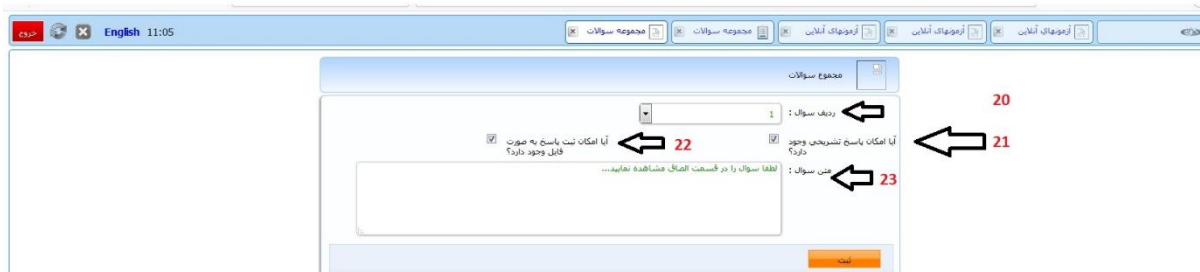 آزمونهای آنلاین
آزمونهای آنلاین
آزمونهای آنلاین
مجموعه سوالات
مجموعه سوالات
11:05 English
خروج
مجموع سوالات
20
ردیف سوال :
1
21
آیا امکان پاسخ تشریحی وجود
دارد؟
22
آیا امکان ثبت پاسخ به صورت
فایل وجود دارد؟
23
متن سوال :
لطفا سوال را در قسمت الصاق مشاهده نمایید...
ثبت